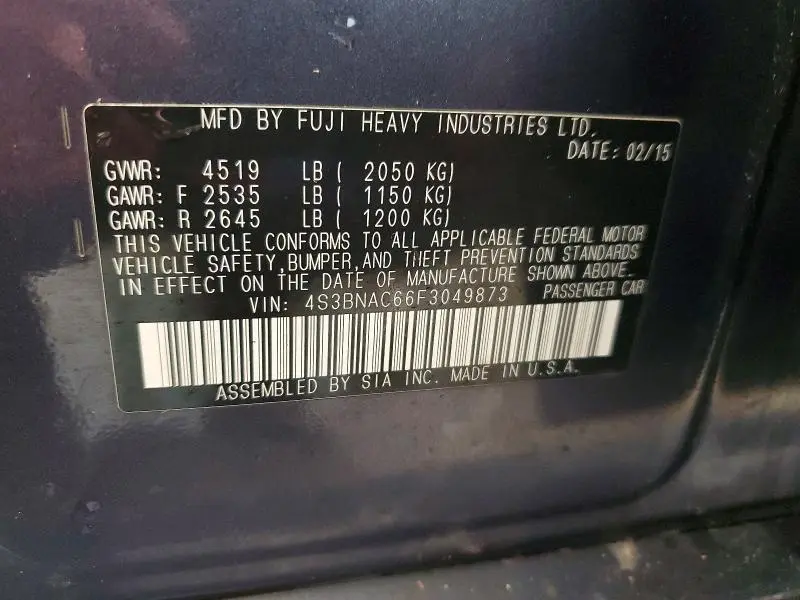 MFD BY FUJI HEAVY INDUSTRIES LTD.
DATE: 02/15
GVWR: 4519 LB ( 2050 KG)
GAWR: F 2535 LB ( 1150 KG)
GAWR: R 2645 LB ( 1200 KG)
THIS VEHICLE CONFORMS TO ALL APPLICABLE FEDERAL MOTOR
VEHICLE SAFETY, BUMPER, AND THEFT PREVENTION STANDARDS
IN EFFECT ON THE DATE OF MANUFACTURE SHOWN ABOVE.
VIN: 4S3BNAC66F3049873 PASSENGER CAR
ASSEMBLED BY SIA INC. MADE IN U.S.A.